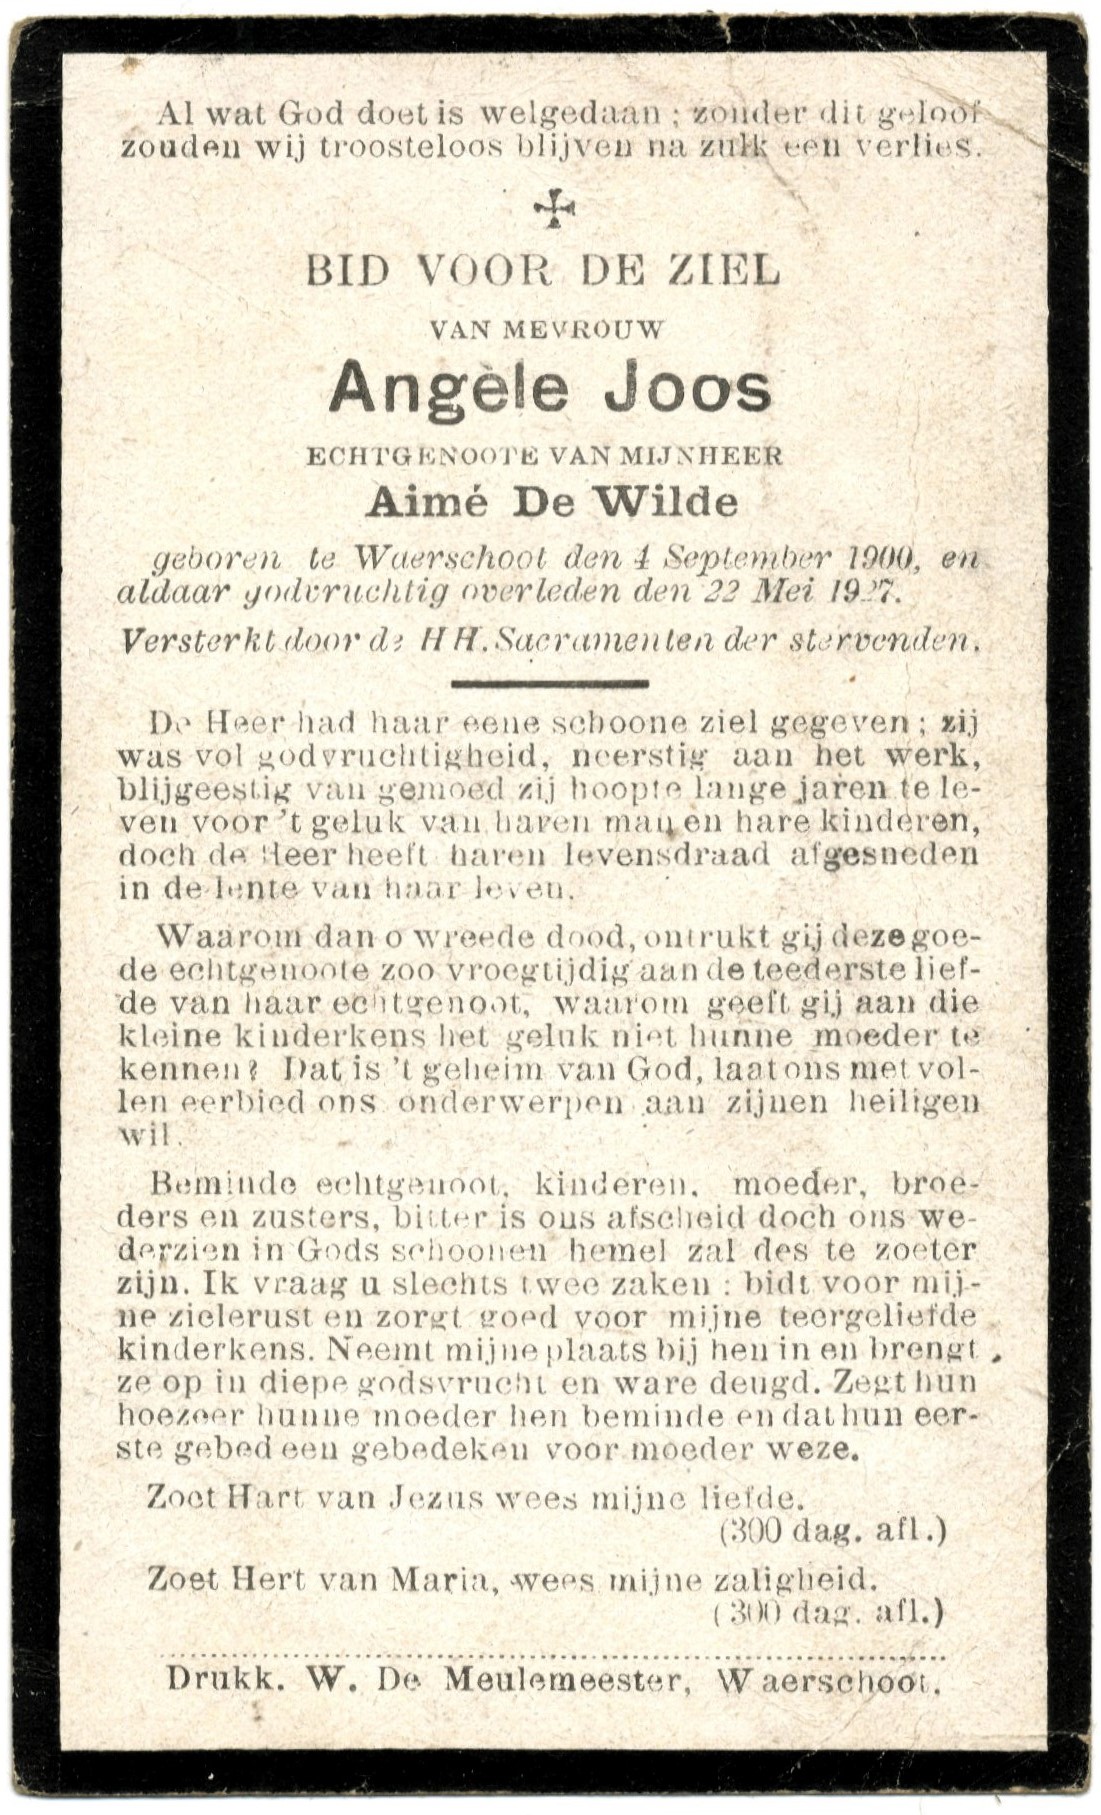 Al wat God doet is welgedaan ; zonder dit geloof
zouden wij troosteloos blijven na zulk een verlies.
BID VOOR DE ZIEL
VAN MEVROUW
Angèle Joos
ECHTGENOOTE VAN MIJNHEER
Aimé De Wilde
geboren te Waerschoot den 4 September 1900, en
aldaar godvruchtig overleden den 22 Mei 1927.
Versterkt door de HH. Sacramenten der stervenden.
De Heer had haar eene schoone ziel gegeven ; zij
was vol godvruchtigheid, neerstig aan het werk,
blijgeestig van gemoed zij hoopte lange jaren te le-
ven voor 't geluk van haren man en hare kinderen,
doch de Heer heeft haren levensdraad afgesneden
in de lente van haar leven.
Waarom dan o wreede dood, ontrukt gij deze goe-
de echtgenoote zoo vroegtijdig aan de teederste lief-
de van haar echtgenoot, waarom geeft gij aan die
kleine kinderkens het geluk niet hunne moeder te
kennen? Dat is 't geheim van God, laat ons met vol-
len eerbied ons onderwerpen aan zijnen heiligen
wil.
Beminde echtgenoot, kinderen, moeder, broe-
ders en zusters, bitter is ons afscheid doch ons we-
derzien in Gods schoonen hemel zal des te zoeter
zijn. Ik vraag u slechts twee zaken : bidt voor mij-
ne zielerust en zorgt goed voor mijne teergeliefde
kinderkens. Neemt mijne plaats bij hen in en brengt
ze op in diepe godsvrucht en ware deugd. Zegt hun
hoezeer hunne moeder hen beminde en dat hun eer-
ste gebed een gebedeken voor moeder weze.
Zoet Hart van Jezus wees mijne liefde.
(300 dag. afl.)
Zoet Hert van Maria, wees mijne zaligheid.
(300 dag. afl.)
Drukk. W. De Meulemeester, Waerschoot.